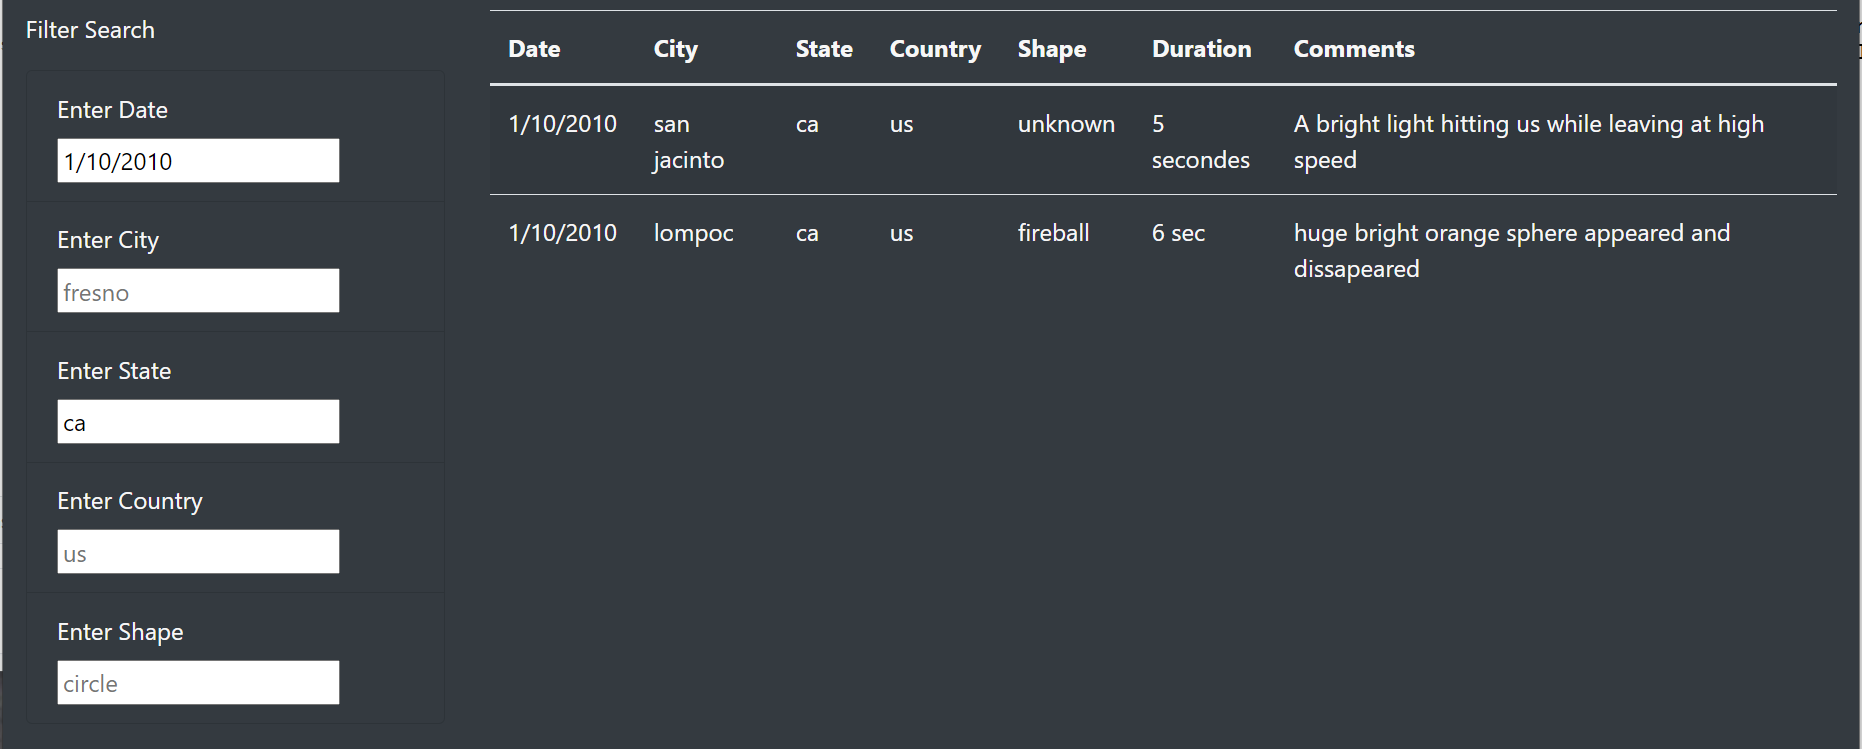 Filter Search
Enter Date
1/10/2010
Enter City
fresno
Enter State
ca
Enter Country
us
Enter Shape
circle
Date City State Country Shape Duration Comments
1/10/2010 san ca us unknown 5 A bright light hitting us while leaving at high
jacinto secondes speed
1/10/2010 lompoc ca us fireball 6 sec huge bright orange sphere appeared and
dissapeared